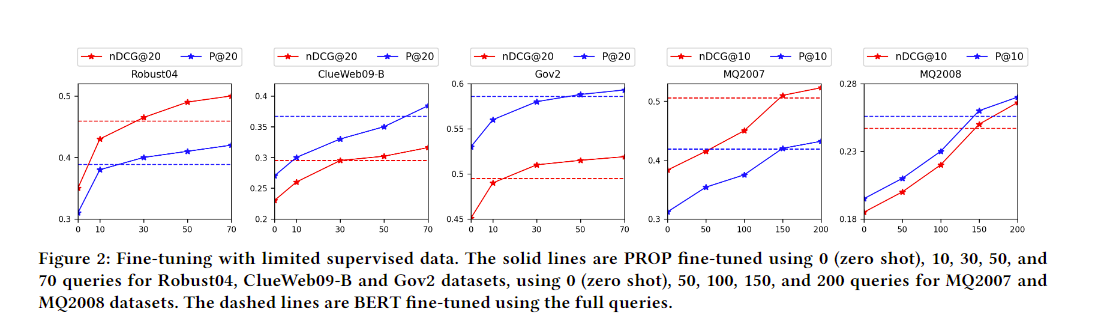 nDCG@20 P@20 nDCG@20 P@20 nDCG@20 P@20 nDCG@10 P@10 nDCG@10 P@10
Robust04 ClueWeb09-B Gov2 MQ2007 MQ2008
0.5
0.4
0.3
0 10 30 50 70
0.4
0.35
0.3
0.25
0.2
0 10 30 50 70
0.6
0.55
0.5
0.45
0 10 30 50 70
0.5
0.4
0.3
0 50 100 150 200
0.28
0.23
0.18
0 50 100 150 200
Figure 2: Fine-tuning with limited supervised data. The solid lines are PROP fine-tuned using 0 (zero shot), 10, 30, 50, and
70 queries for Robust04, ClueWeb09-B and Gov2 datasets, using 0 (zero shot), 50, 100, 150, and 200 queries for MQ2007 and
MQ2008 datasets. The dashed lines are BERT fine-tuned using the full queries.